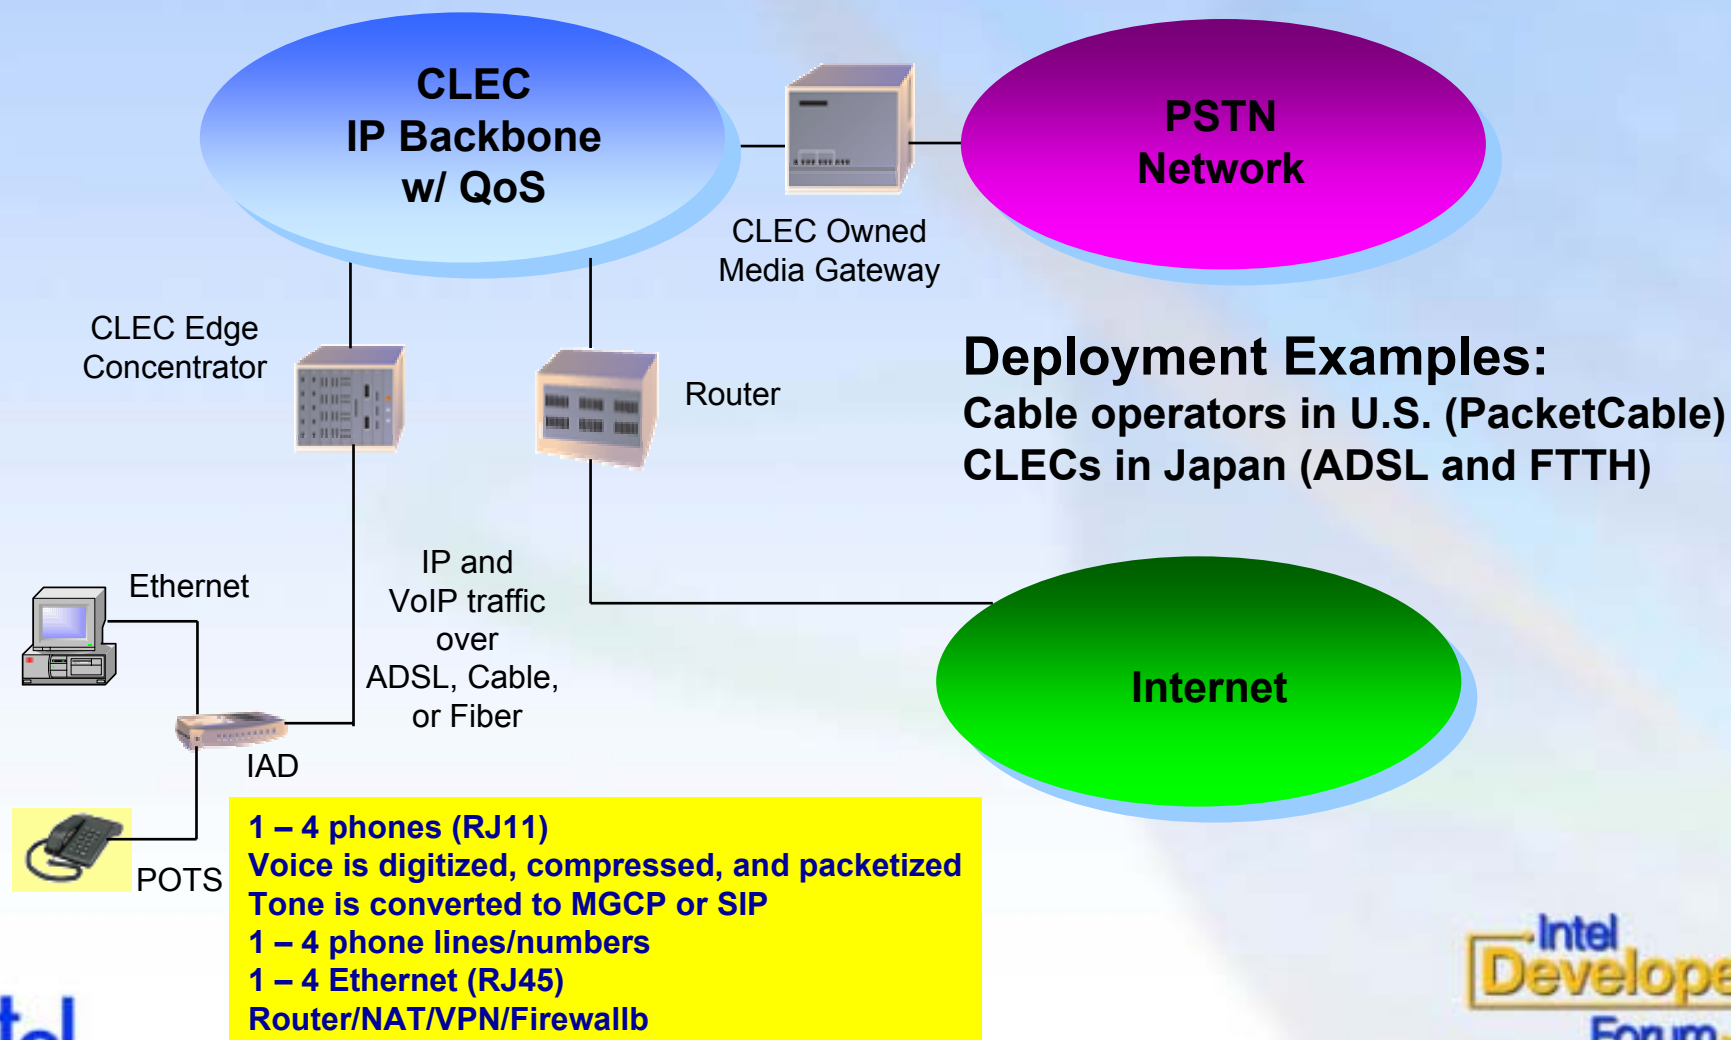 CLEC
IP Backbone
w/ QoS
PSTN
Network
CLEC Owned
Media Gateway
CLEC Edge
Concentrator
Router
Deployment Examples:
Cable operators in U.S. (PacketCable)
CLECs in Japan (ADSL and FTTH)
Ethernet
IP and
VoIP traffic
over
ADSL, Cable,
or Fiber
Internet
IAD
POTS
1 – 4 phones (RJ11)
Voice is digitized, compressed, and packetized
Tone is converted to MGCP or SIP
1 – 4 phone lines/numbers
1 – 4 Ethernet (RJ45)
Router/NAT/VPN/Firewallb
Intel
Develope
Forum
tel